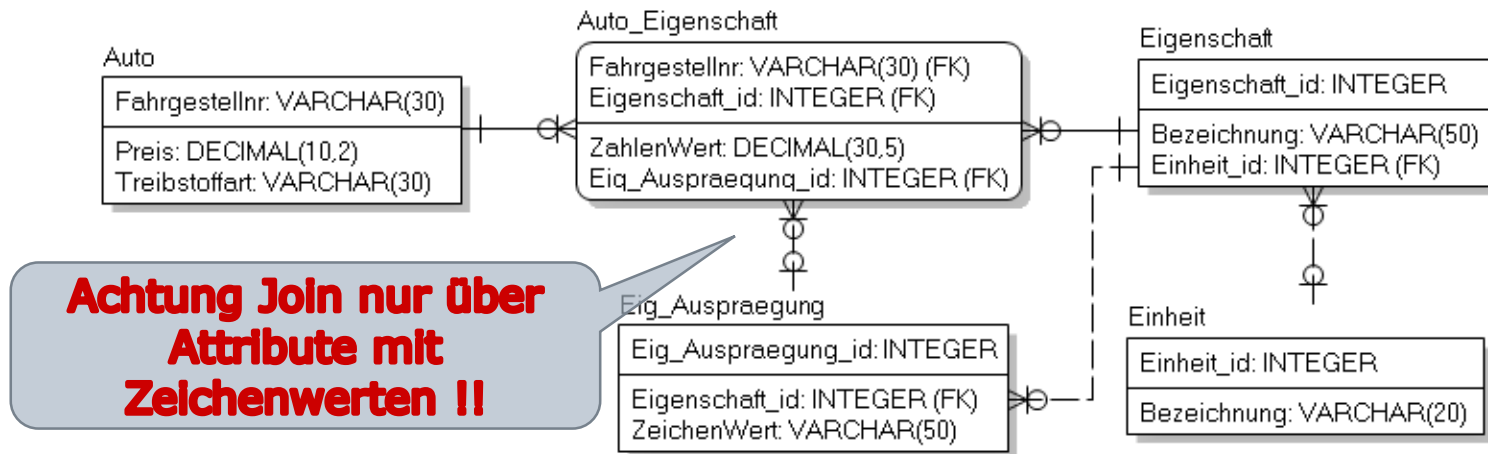 Auto
Fahrgestellnr: VARCHAR(30)
Preis: DECIMAL(10,2)
Treibstoffart: VARCHAR(30)
Auto_Eigenschaft
Fahrgestellnr: VARCHAR(30) (FK)
Eigenschaft_id: INTEGER (FK)
ZahlenWert: DECIMAL(30,5)
Eig_Auspraegung_id: INTEGER (FK)
Eigenschaft
Eigenschaft_id: INTEGER
Bezeichnung: VARCHAR(50)
Einheit_id: INTEGER (FK)
Achtung Join nur über
Attribute mit
Zeichenwerten !!
Eig_Auspraegung
Eig_Auspraegung_id: INTEGER
Eigenschaft_id: INTEGER (FK)
ZeichenWert: VARCHAR(50)
Einheit
Einheit_id: INTEGER
Bezeichnung: VARCHAR(20)